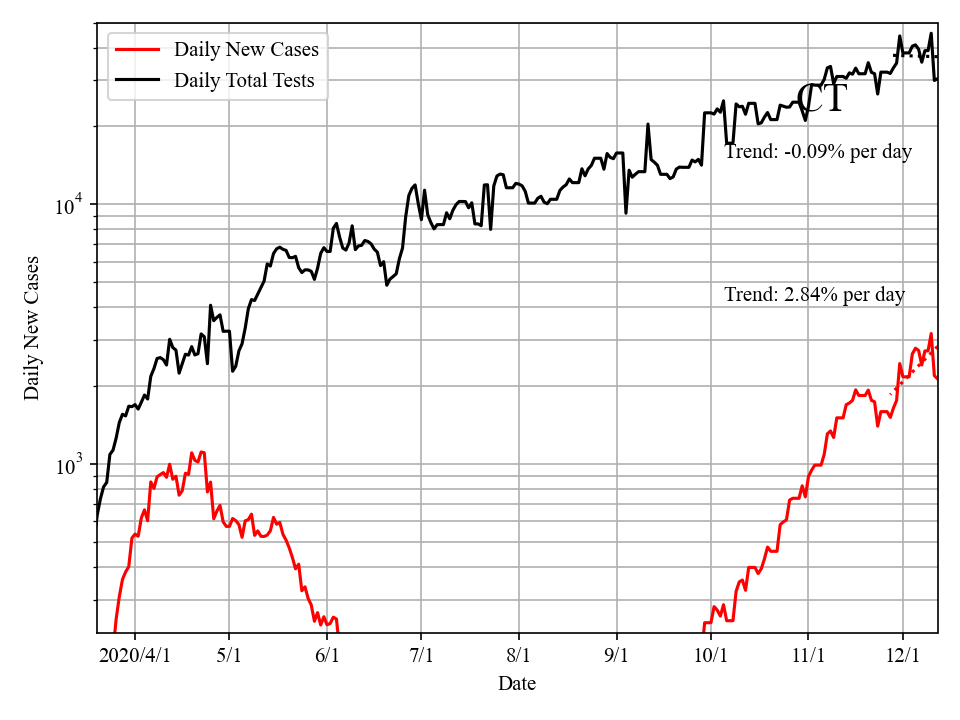 Daily New Cases
Daily Total Tests
CT
Trend: -0.09% per day
Trend: 2.84% per day
Daily New Cases
10^4
10^3
2020/4/1
5/1
6/1
7/1
8/1
9/1
10/1
11/1
12/1
Date